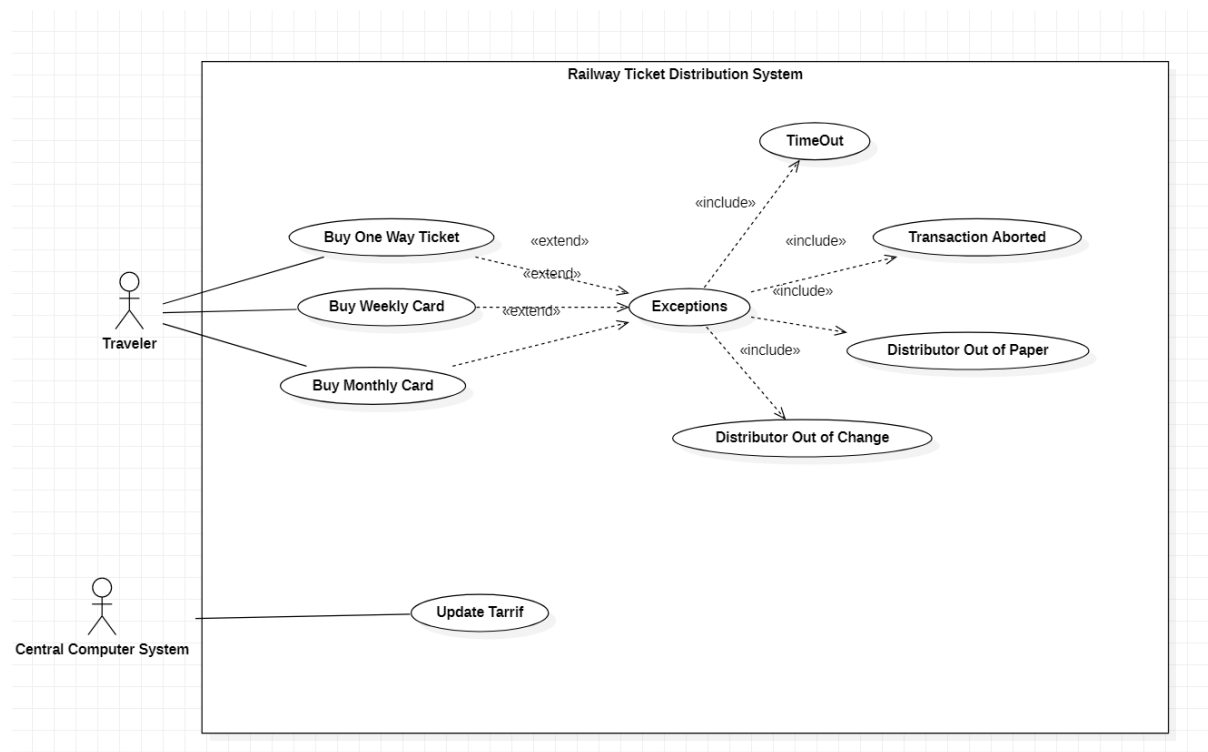 Railway Ticket Distribution System
TimeOut
«include»
Buy One Way Ticket
«extend»
«include»
Transaction Aborted
«extend»
«include»
Buy Weekly Card
«extend»
Exceptions
Traveler
«include»
Distributor Out of Paper
Buy Monthly Card
Distributor Out of Change
Update Tarrif
Central Computer System